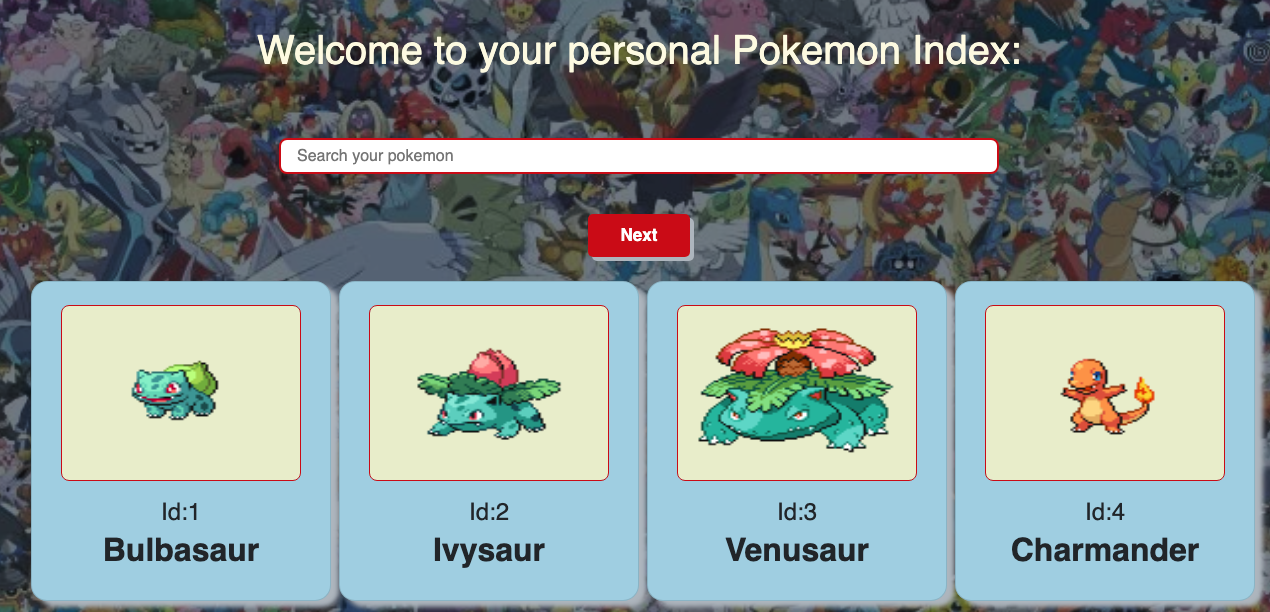 Welcome to your personal Pokemon Index:
Search your pokemon
Next
Id:1
Bulbasaur
Id:2
Ivysaur
Id:3
Venusaur
Id:4
Charmander